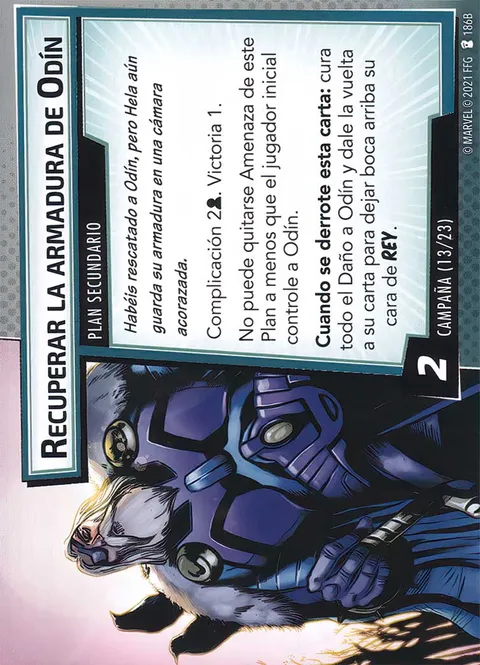 RECUPERAR LA ARMADURA DE ODÍN
PLAN SECUNDARIO
Habéis rescatado a Odín, pero Hela aún
guarda su armadura en una cámara
acorazada.
Complicación 2. Victoria 1.
No puede quitarse Amenaza de este
Plan a menos que el jugador inicial
controle a Odín.
Cuando se derrote esta carta: cura
todo el Daño a Odín y dale la vuelta
a su carta para dejar boca arriba su
cara de REY.
2
CAMPAÑA (13/23)
© MARVEL © 2021 FFG 186B